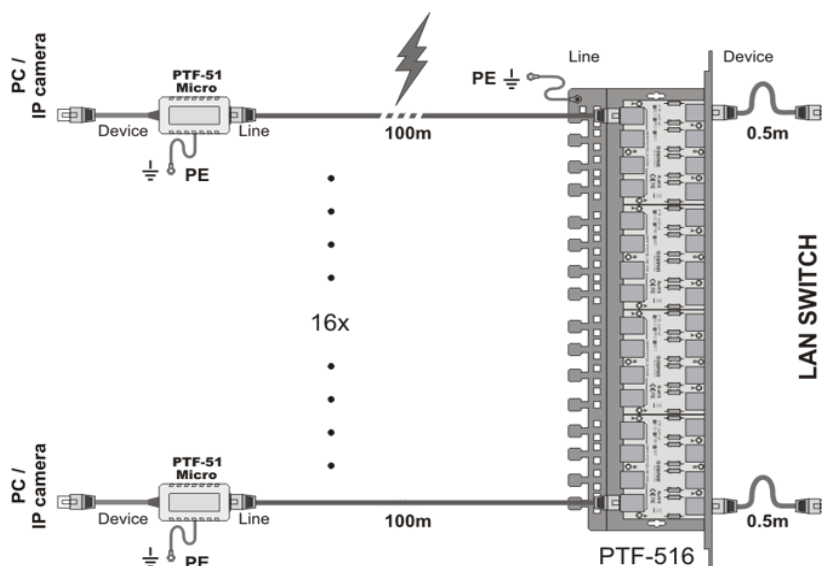 PC /
IP camera
PTF-51
Micro
Device
Line
PE
100m
16x
PC /
IP camera
PTF-51
Micro
Device
Line
PE
100m
Line
Device
PE
0.5m
LAN SWITCH
0.5m
PTF-516